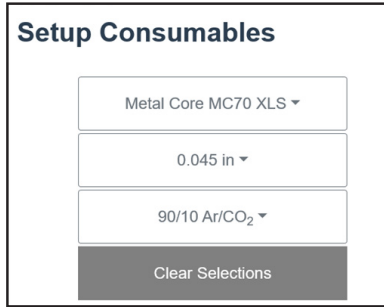 Setup Consumables
Metal Core MC70 XLS
0.045 in
90/10 Ar/CO₂
Clear Selections